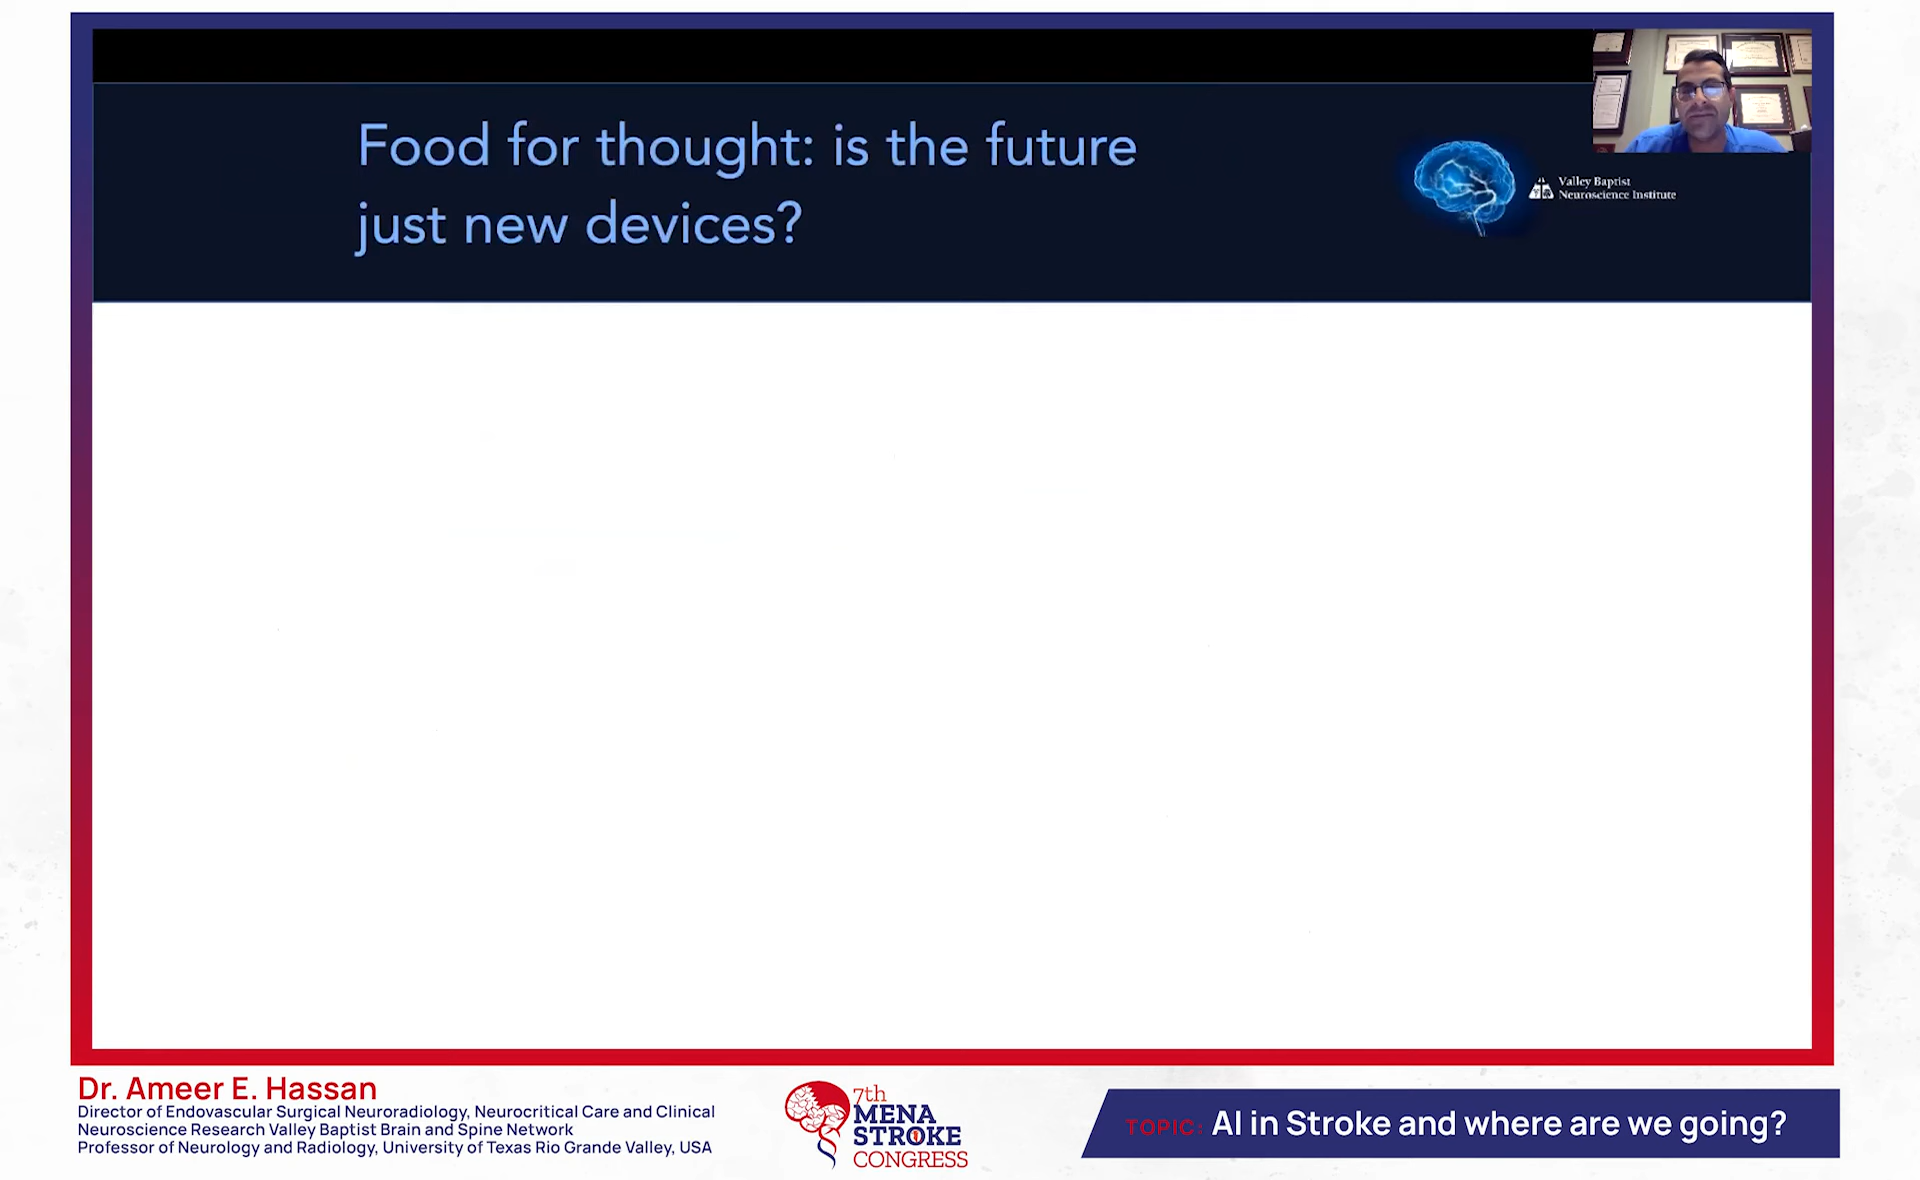 Food for thought: is the future
just new devices?
Valley Baptist
Neuroscience Institute
Dr. Ameer E. Hassan
Director of Endovascular Surgical Neuroradiology, Neurocritical Care and Clinical
Neuroscience Research Valley Baptist Brain and Spine Network
Professor of Neurology and Radiology, University of Texas Rio Grande Valley, USA
7th
MENA
STROKE
CONGRESS
TOPIC: AI in Stroke and where are we going?